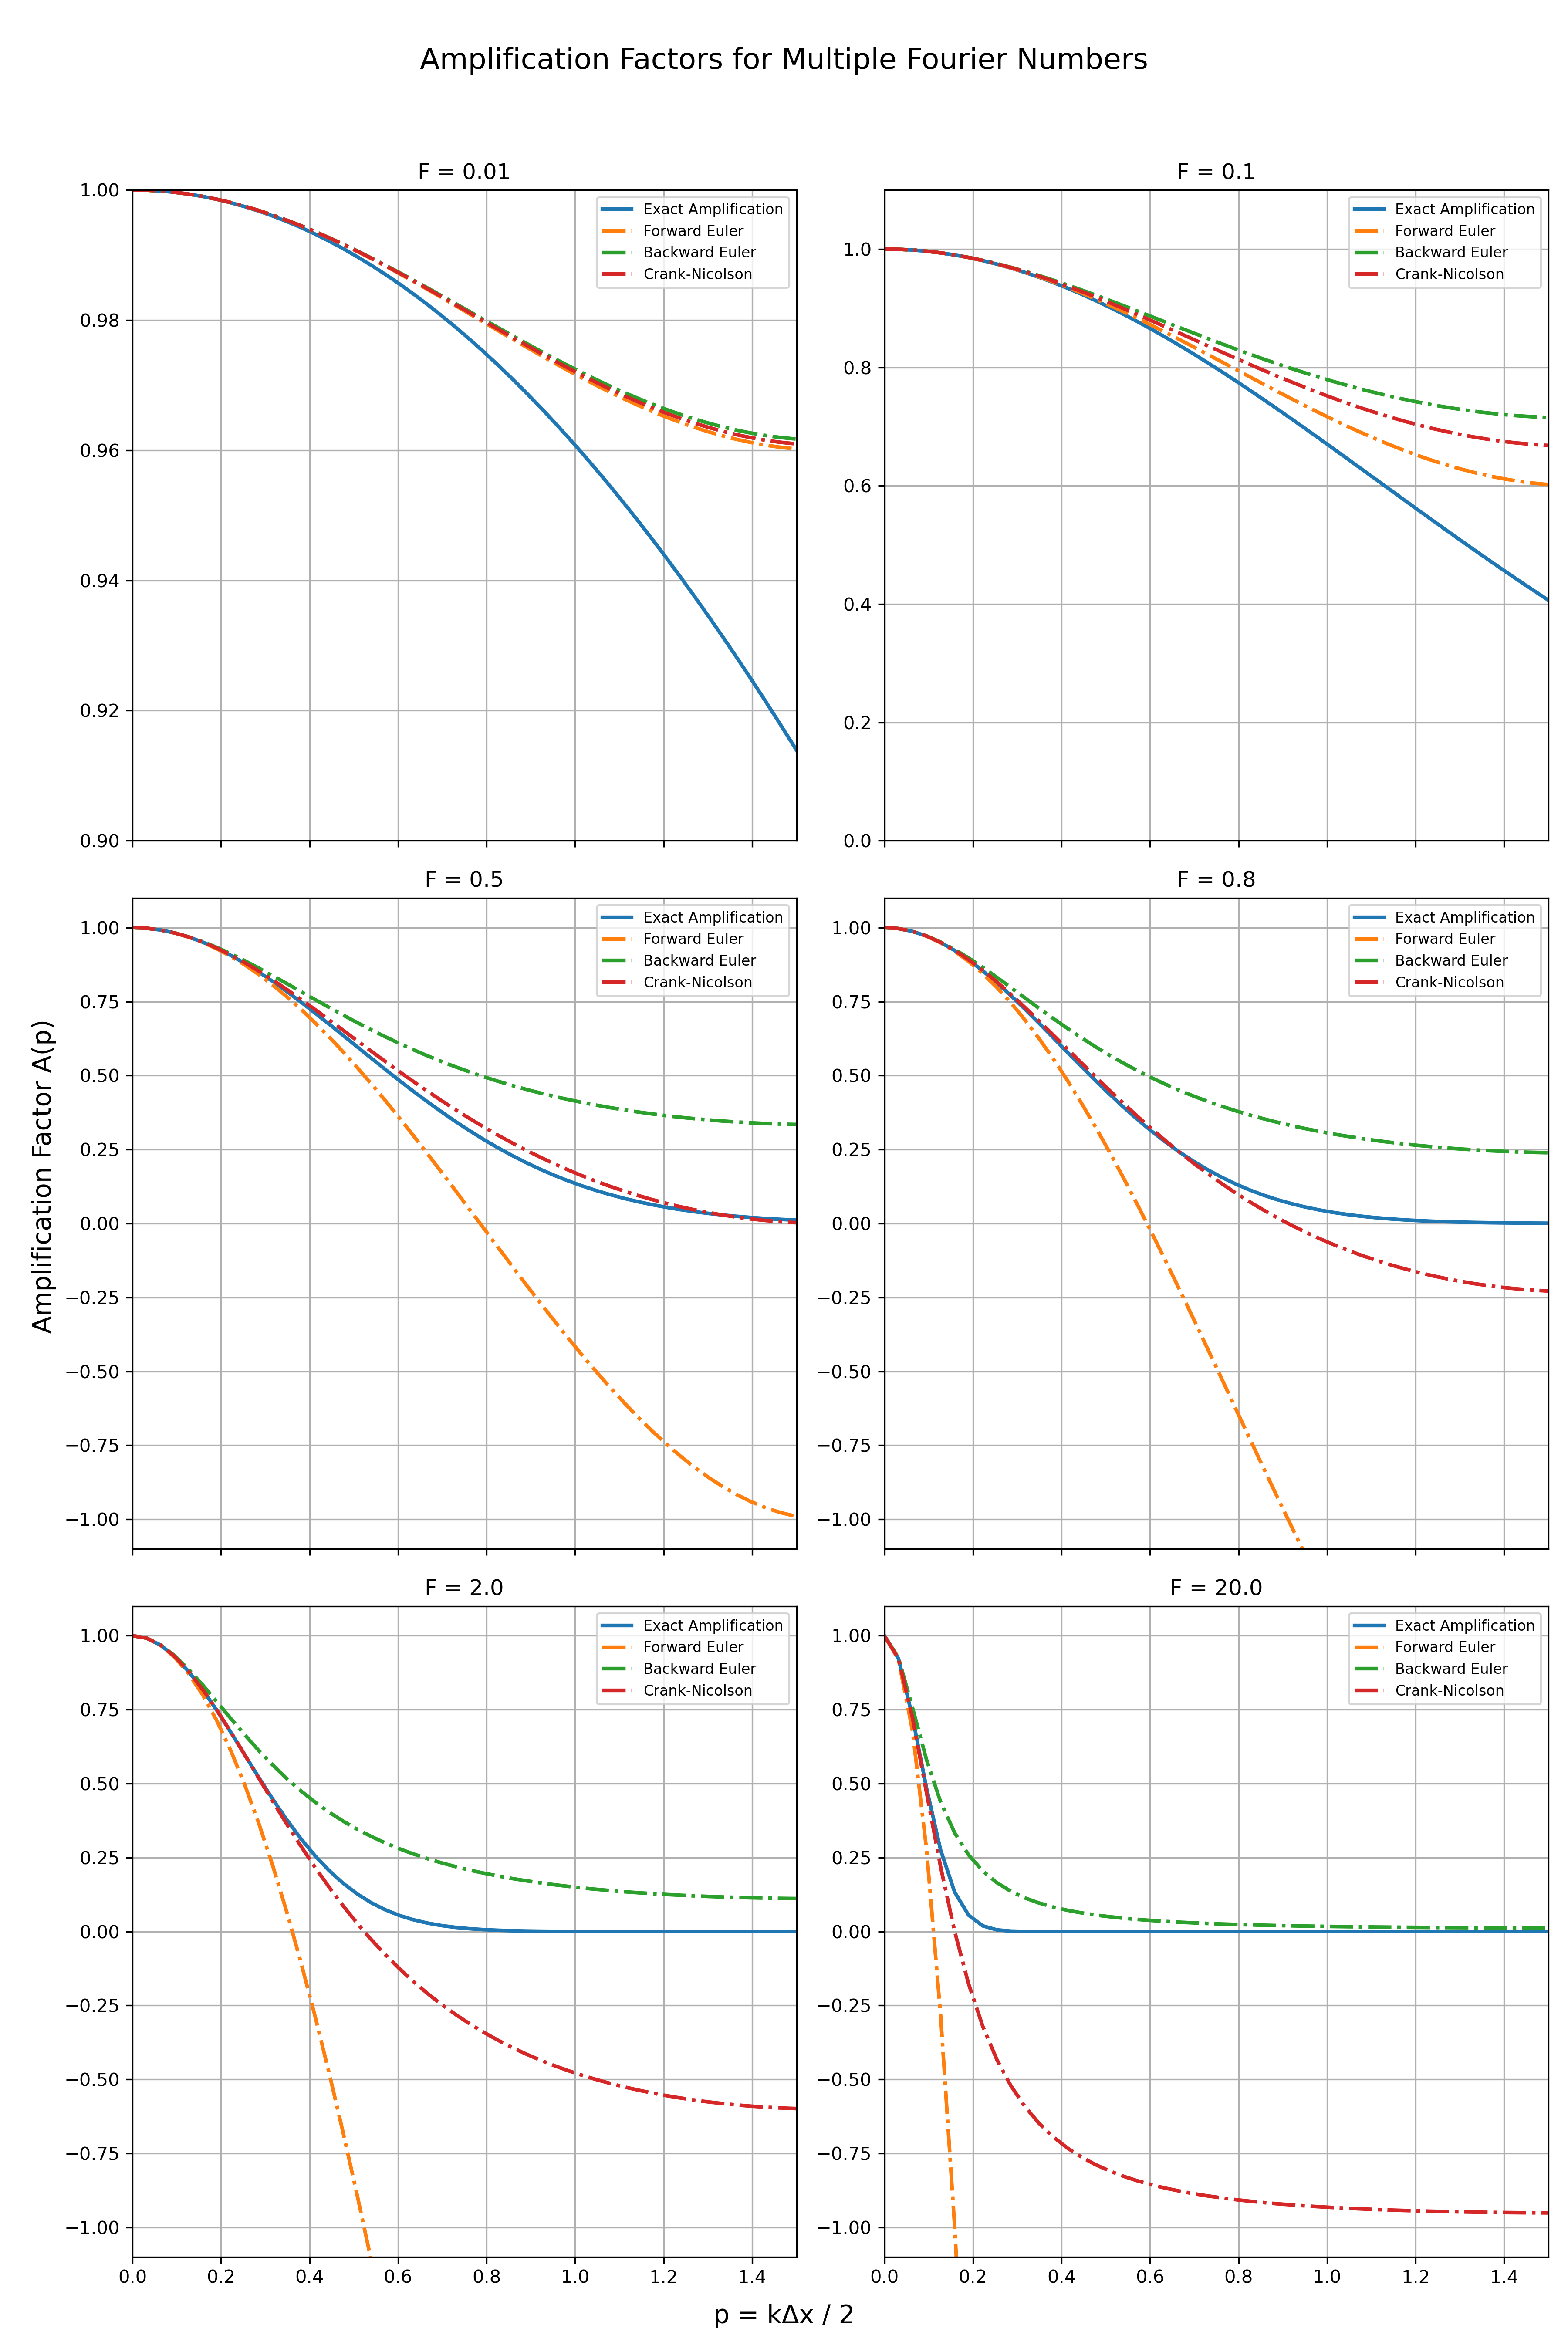 Amplification Factors for Multiple Fourier Numbers
F = 0.01
1.00
0.98
0.96
0.94
0.92
0.90
Exact Amplification
Forward Euler
Backward Euler
Crank-Nicolson
F = 0.1
1.0
0.8
0.6
0.4
0.2
0.0
Exact Amplification
Forward Euler
Backward Euler
Crank-Nicolson
Amplification Factor A(p)
F = 0.5
1.00
0.75
0.50
0.25
0.00
−0.25
−0.50
−0.75
−1.00
Exact Amplification
Forward Euler
Backward Euler
Crank-Nicolson
F = 0.8
1.00
0.75
0.50
0.25
0.00
−0.25
−0.50
−0.75
−1.00
Exact Amplification
Forward Euler
Backward Euler
Crank-Nicolson
F = 2.0
1.00
0.75
0.50
0.25
0.00
−0.25
−0.50
−0.75
−1.00
Exact Amplification
Forward Euler
Backward Euler
Crank-Nicolson
0.0 0.2 0.4 0.6 0.8 1.0 1.2 1.4
F = 20.0
1.00
0.75
0.50
0.25
0.00
−0.25
−0.50
−0.75
−1.00
Exact Amplification
Forward Euler
Backward Euler
Crank-Nicolson
0.0 0.2 0.4 0.6 0.8 1.0 1.2 1.4
p = kΔx / 2